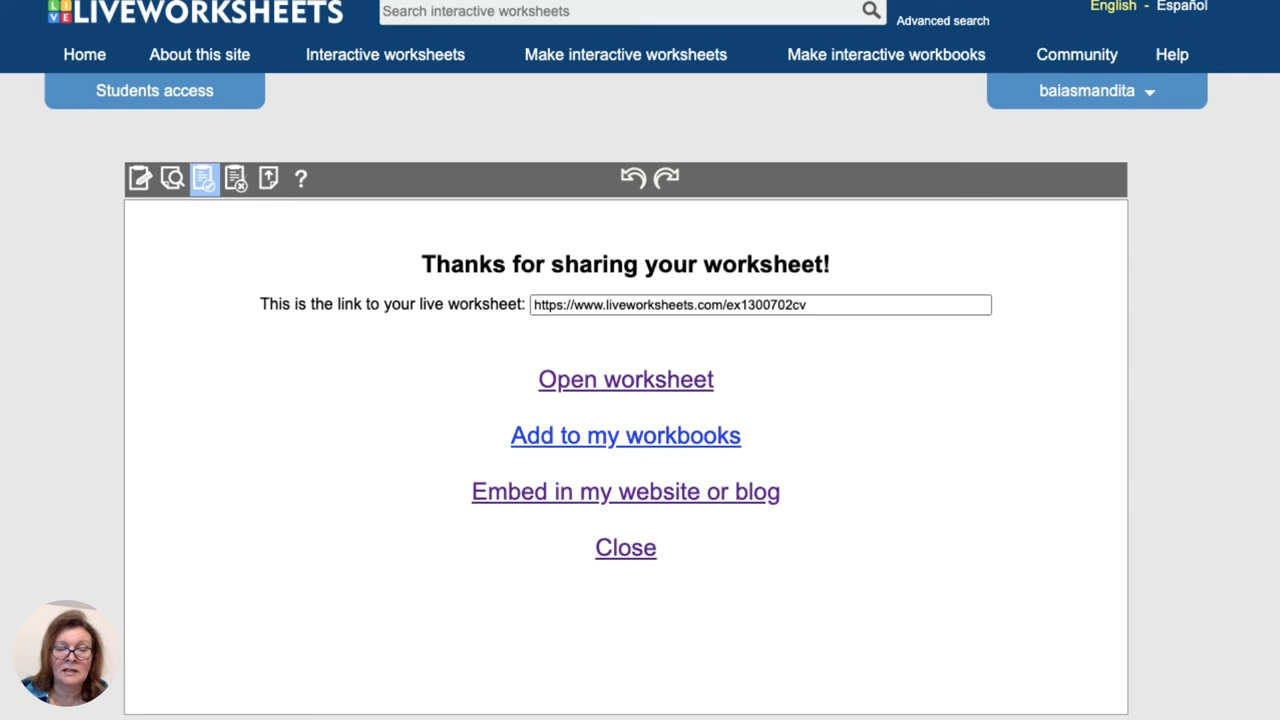 LIVE LIVEWORKSHEETS
Search interactive worksheets
Advanced search
English - Español
Home About this site Interactive worksheets Make interactive worksheets Make interactive workbooks Community Help
Students access
baiasmandita
?
Thanks for sharing your worksheet!
This is the link to your live worksheet: https://www.liveworksheets.com/ex1300702cv
Open worksheet
Add to my workbooks
Embed in my website or blog
Close